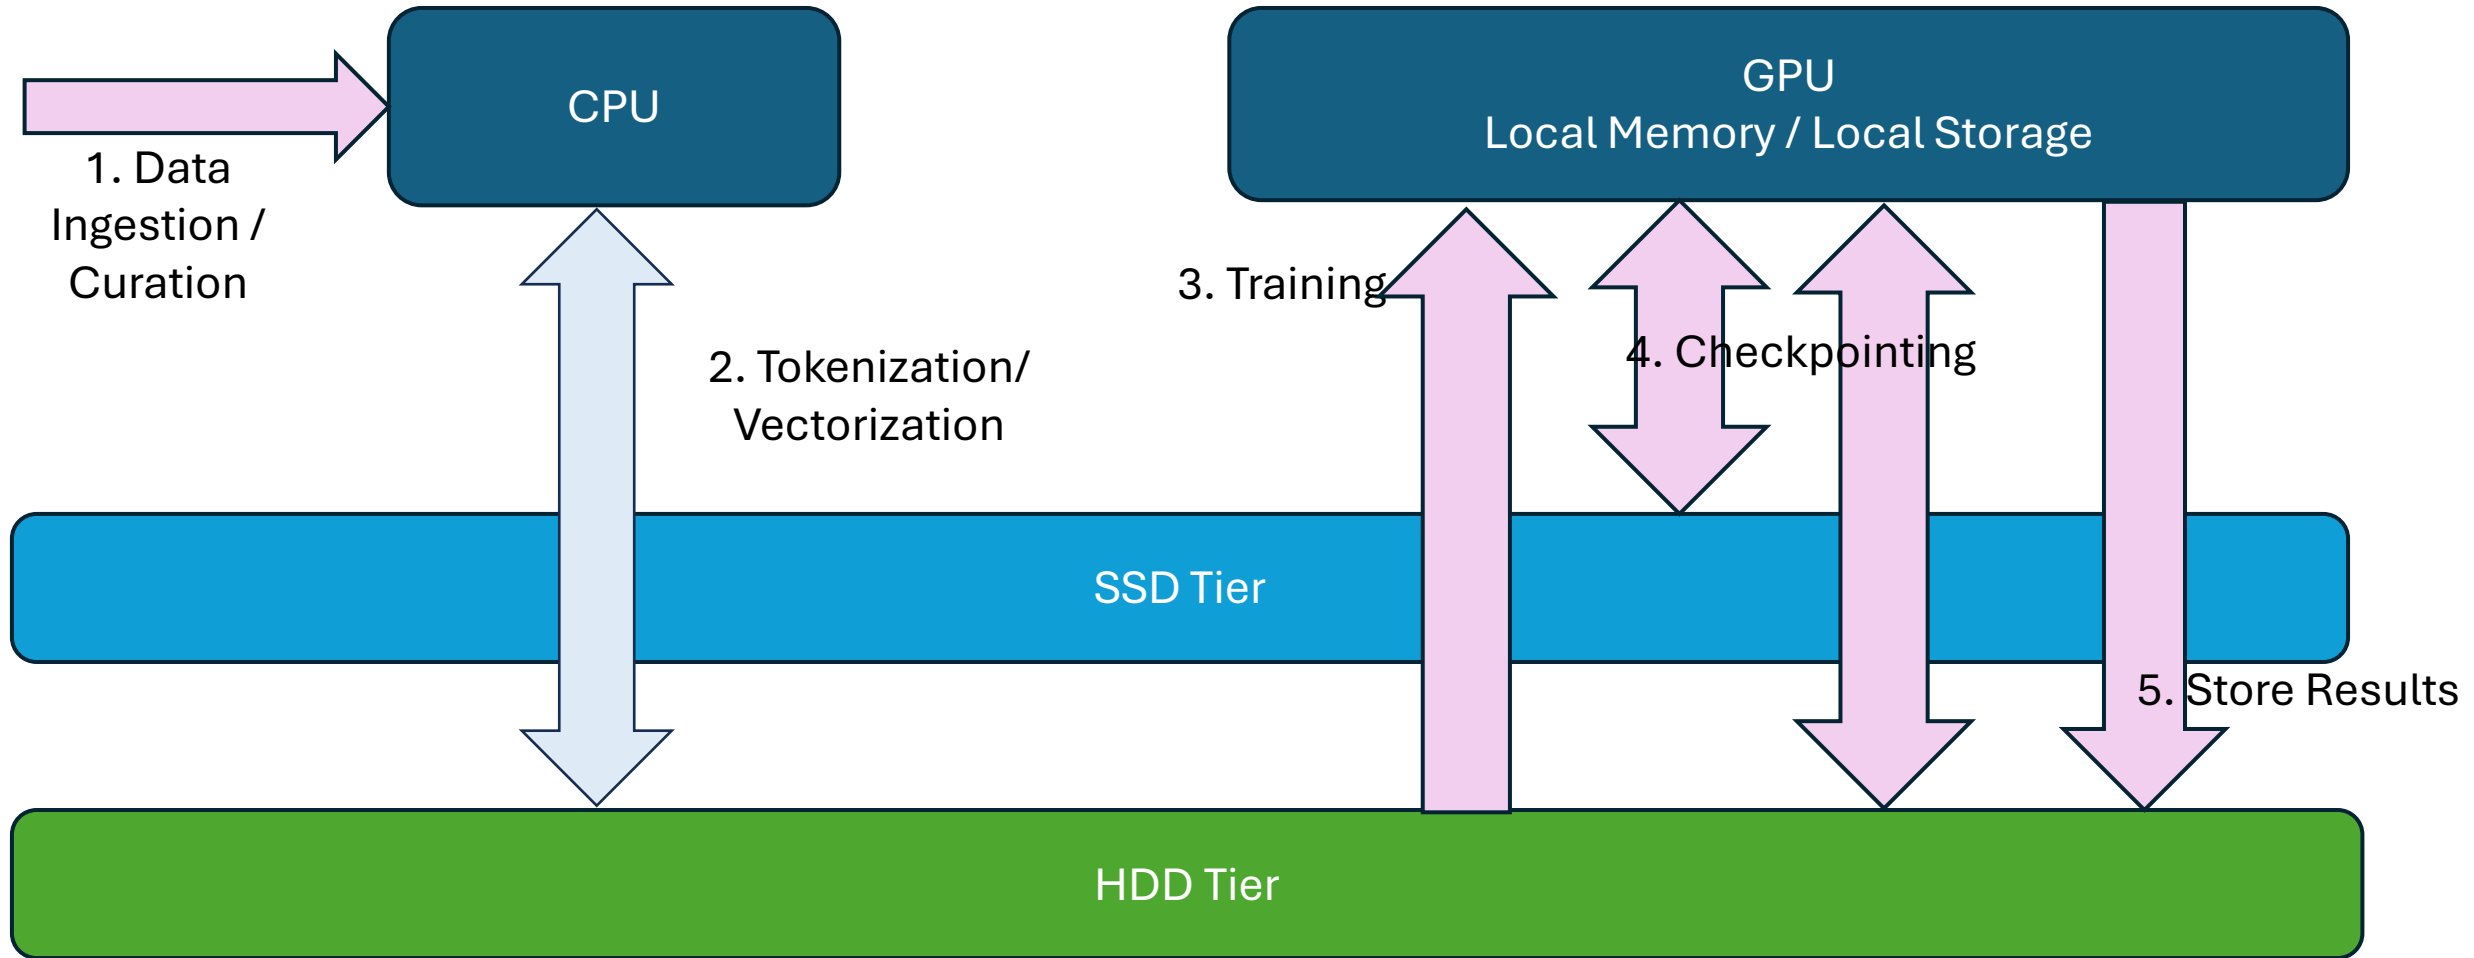 CPU
GPU
Local Memory / Local Storage
1. Data
Ingestion /
Curation
2. Tokenization/
Vectorization
3. Training
4. Checkpointing
SSD Tier
5. Store Results
HDD Tier